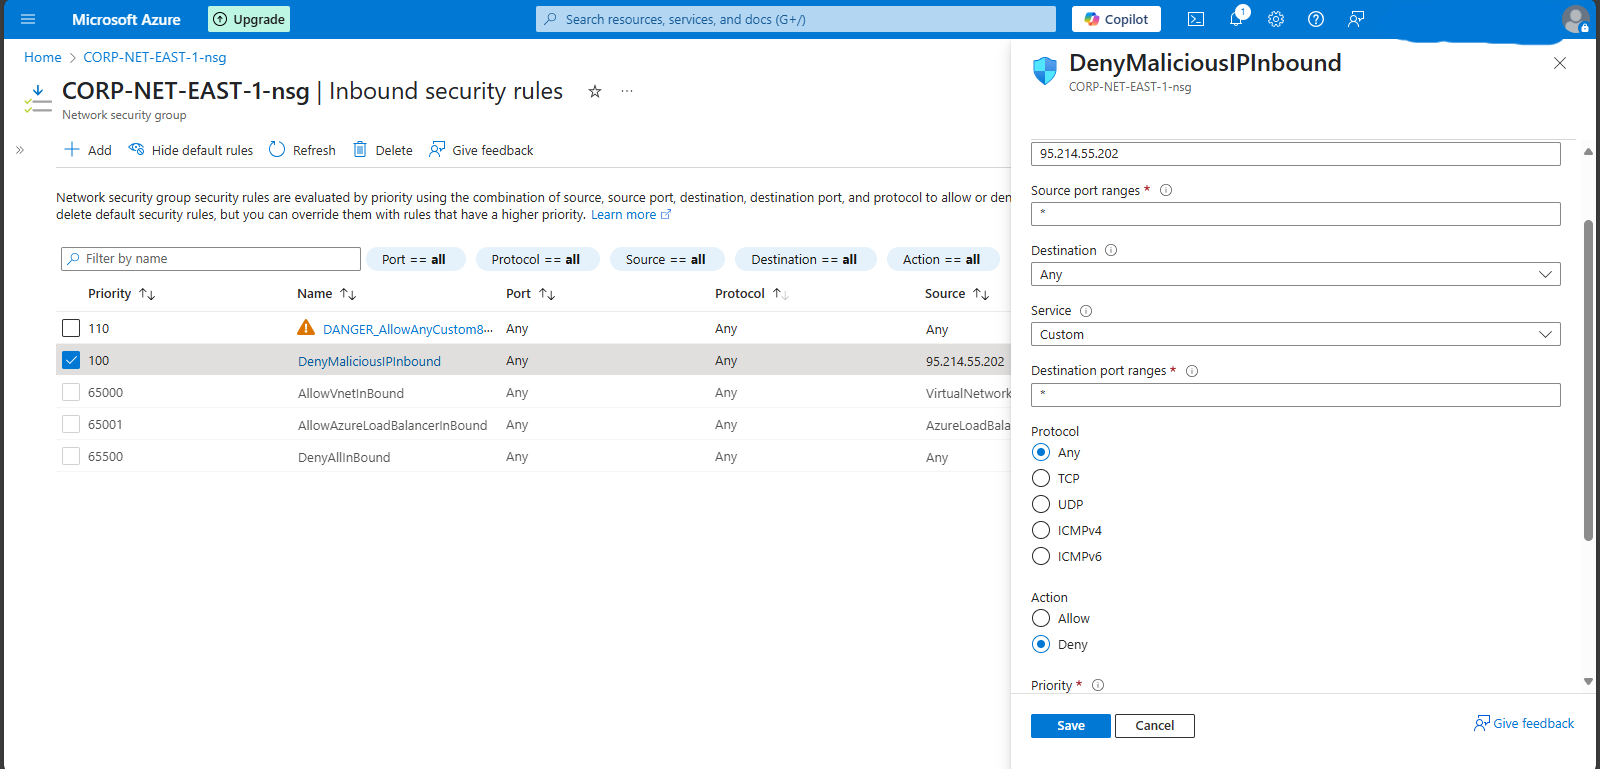 Microsoft Azure
Upgrade
Search resources, services, and docs (G+/)
Copilot
1
Home > CORP-NET-EAST-1-nsg
CORP-NET-EAST-1-nsg | Inbound security rules
Network security group
Add
Hide default rules
Refresh
Delete
Give feedback
Network security group security rules are evaluated by priority using the combination of source, source port, destination, destination port, and protocol to allow or den
delete default security rules, but you can override them with rules that have a higher priority. Learn more
Filter by name
Port == all
Protocol == all
Source == all
Destination == all
Action == all
Priority Name Port Protocol Source
110 DANGER_AllowAnyCustom8... Any Any Any
100 DenyMaliciousIPInbound Any Any 95.214.55.202
65000 AllowVnetInBound Any Any VirtualNetwork
65001 AllowAzureLoadBalancerInBound Any Any AzureLoadBala
65500 DenyAllInBound Any Any Any
DenyMaliciousIPInbound
CORP-NET-EAST-1-nsg
95.214.55.202
Source port ranges *
*
Destination
Any
Service
Custom
Destination port ranges *
*
Protocol
Any
TCP
UDP
ICMPv4
ICMPv6
Action
Allow
Deny
Priority *
Save
Cancel
Give feedback